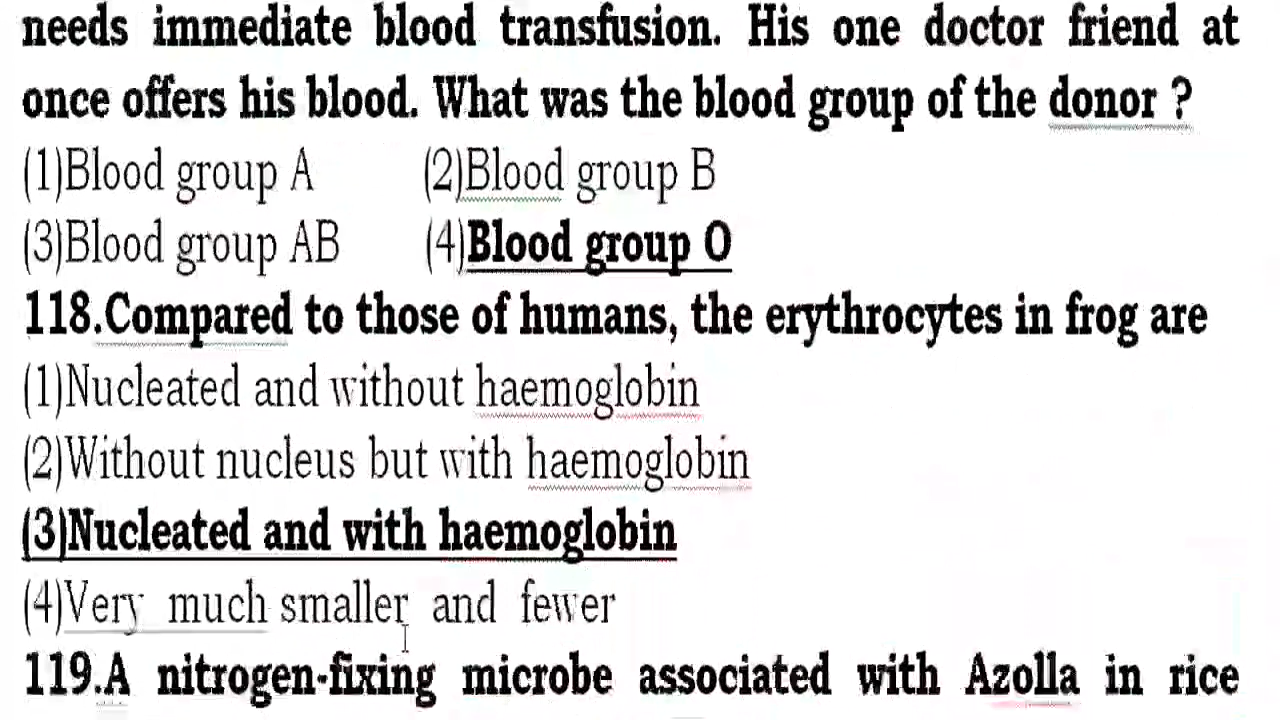 needs immediate blood transfusion. His one doctor friend at
once offers his blood. What was the blood group of the donor ?
(1)Blood group A (2)Blood group B
(3)Blood group AB (4)Blood group O
118.Compared to those of humans, the erythrocytes in frog are
(1)Nucleated and without haemoglobin
(2)Without nucleus but with haemoglobin
(3)Nucleated and with haemoglobin
(4)Very much smaller and fewer
119.A nitrogen-fixing microbe associated with Azolla in rice